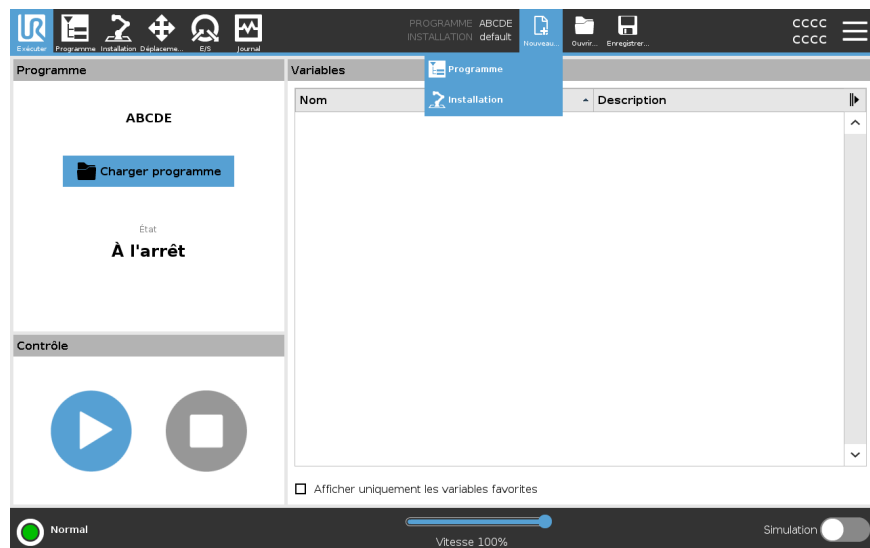 PROGRAMME ABCDE
INSTALLATION default
CCCC
CCCC
Exécuter Programme Installation Déplaceme... E/S Journal Nouveau... Ouvrir... Enregistrer...
Programme
Variables
Programme
Installation
Nom
Description
ABCDE
Charger programme
État
À l'arrêt
Contrôle
Afficher uniquement les variables favorites
Normal
Vitesse 100%
Simulation